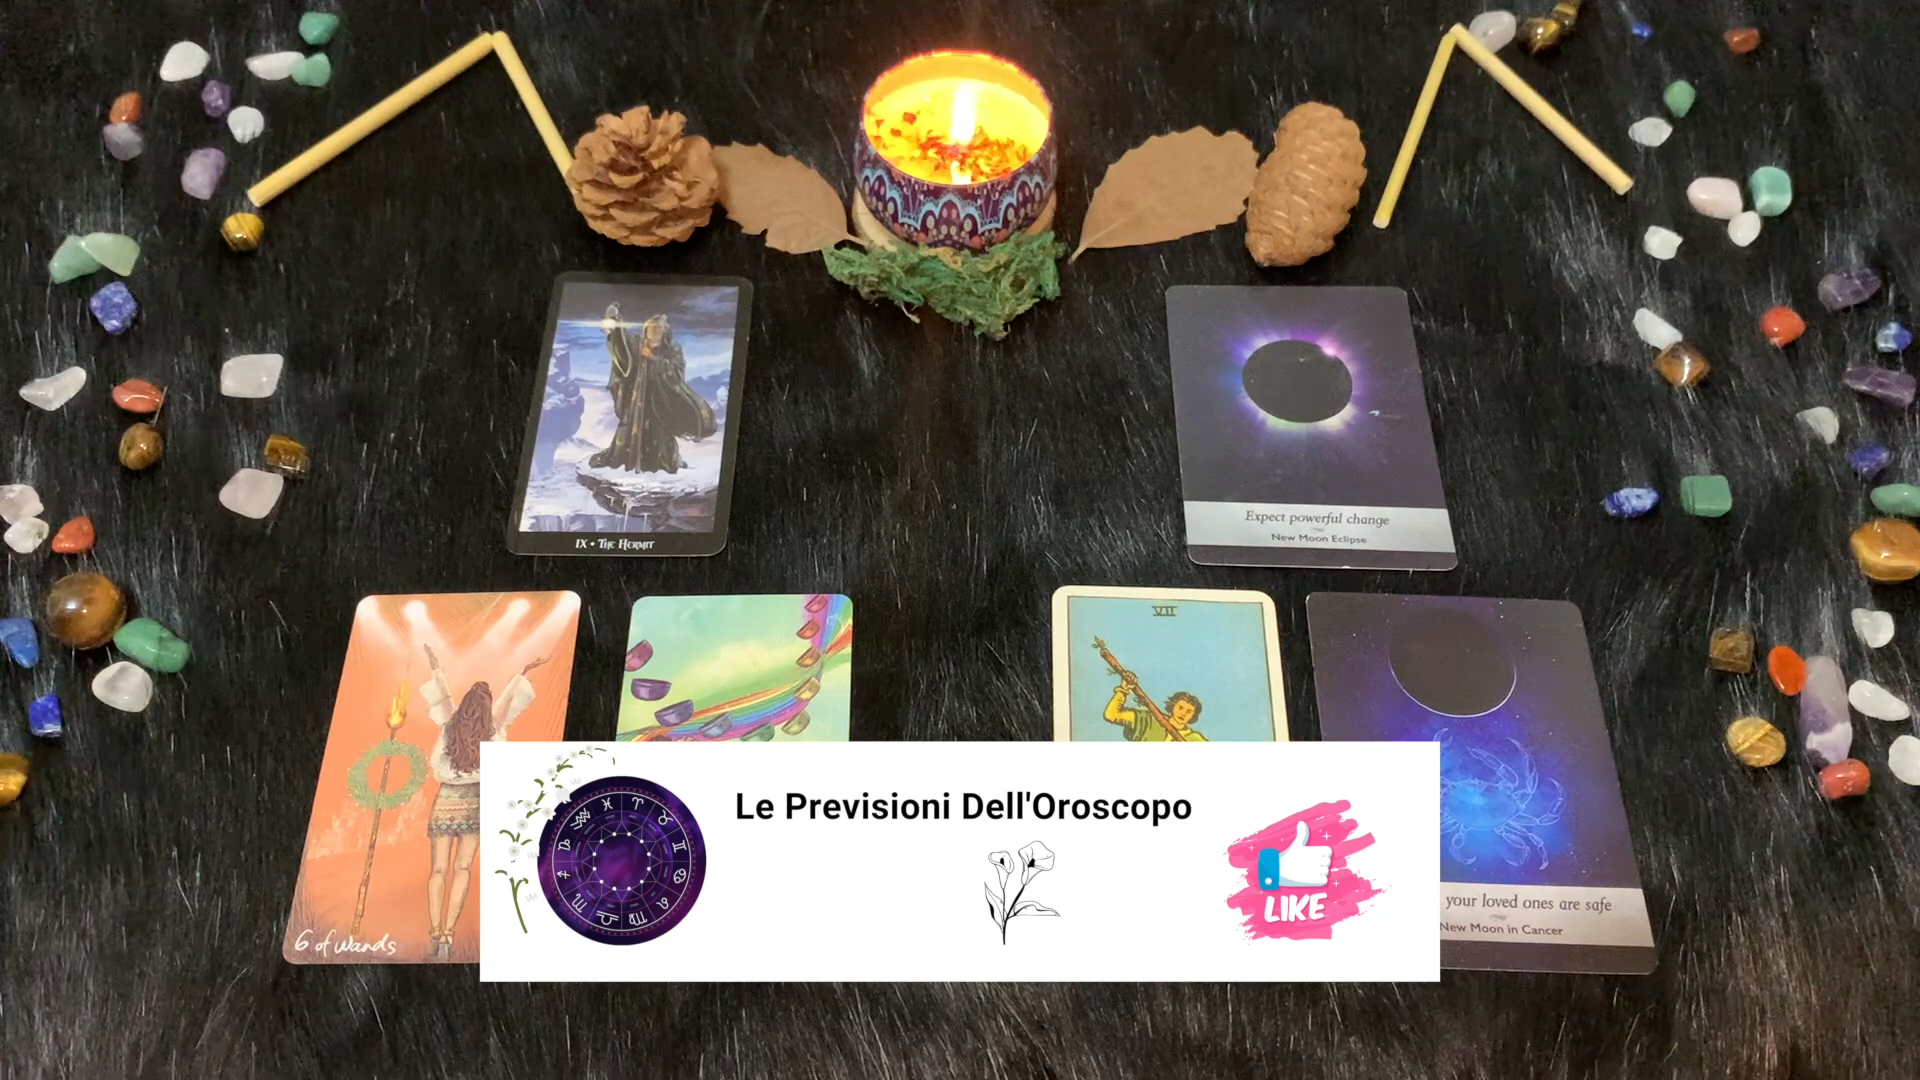 IX • The Hermit
Expect powerful change
New Moon Eclipse
VII
6 of wands
Le Previsioni Dell'Oroscopo
LIKE
your loved ones are safe
New Moon in Cancer